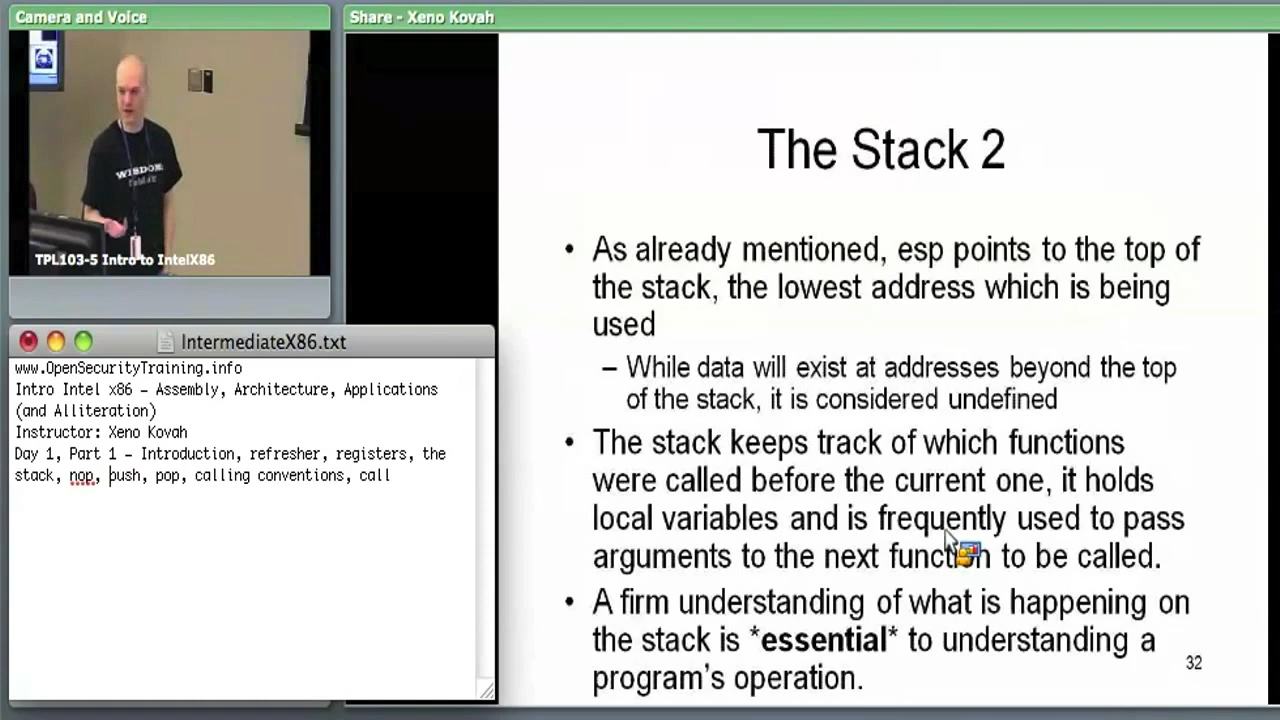 Camera and Voice
WISDOM
TPL103-5 Intro to IntelX86
IntermediateX86.txt
www.OpenSecurityTraining.info
Intro Intel x86 – Assembly, Architecture, Applications
(and Alliteration)
Instructor: Xeno Kovah
Day 1, Part 1 – Introduction, refresher, registers, the
stack, nop, push, pop, calling conventions, call
Share - Xeno Kovah
The Stack 2
• As already mentioned, esp points to the top of
the stack, the lowest address which is being
used
– While data will exist at addresses beyond the top
of the stack, it is considered undefined
• The stack keeps track of which functions
were called before the current one, it holds
local variables and is frequently used to pass
arguments to the next function to be called.
• A firm understanding of what is happening on
the stack is *essential* to understanding a
program's operation.
32